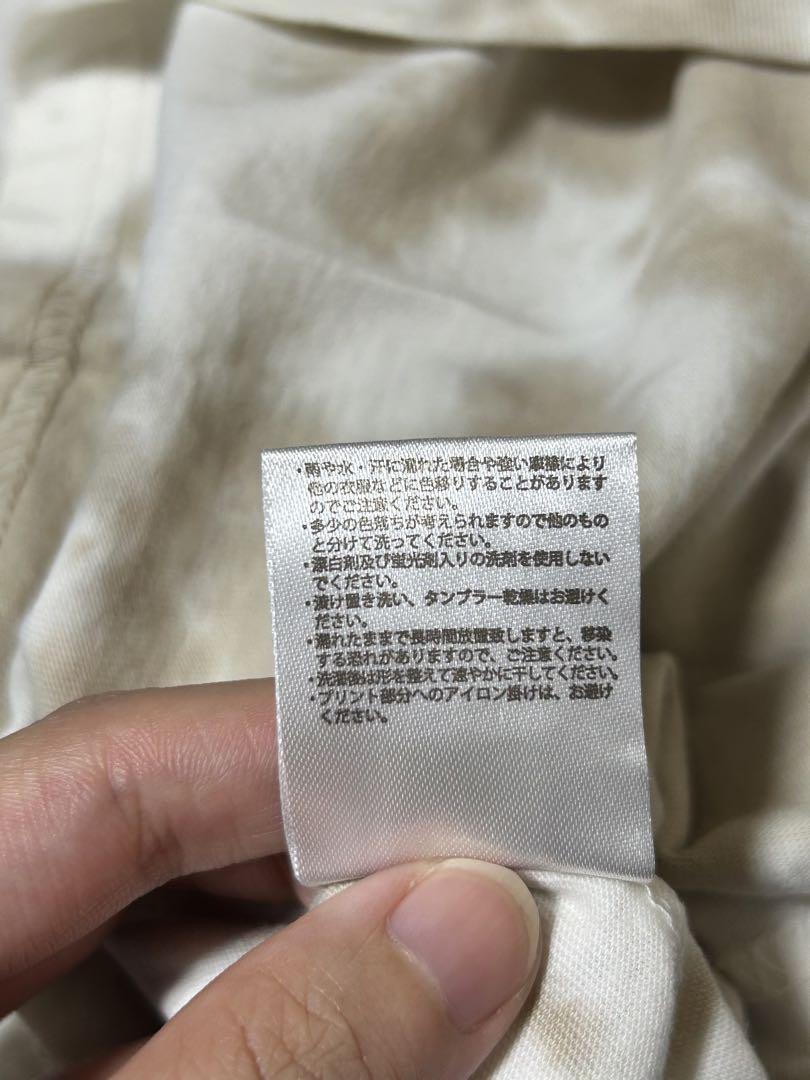 ・雨や水・汗に濡れた場合や強い摩擦により
他の衣服などに色移りすることがあります
のでご注意ください。
・多少の色落ちが考えられますので他のもの
と分けて洗ってください。
・漂白剤及び蛍光剤入りの洗剤を使用しない
でください。
・漬け置き洗い、タンブラー乾燥はお避けく
ださい。
・濡れたままで長時間放置致しますと、移染
する恐れがありますので、ご注意ください。
・洗濯後は形を整えて速やかに干してください。
・プリント部分へのアイロン掛けは、お避け
ください。